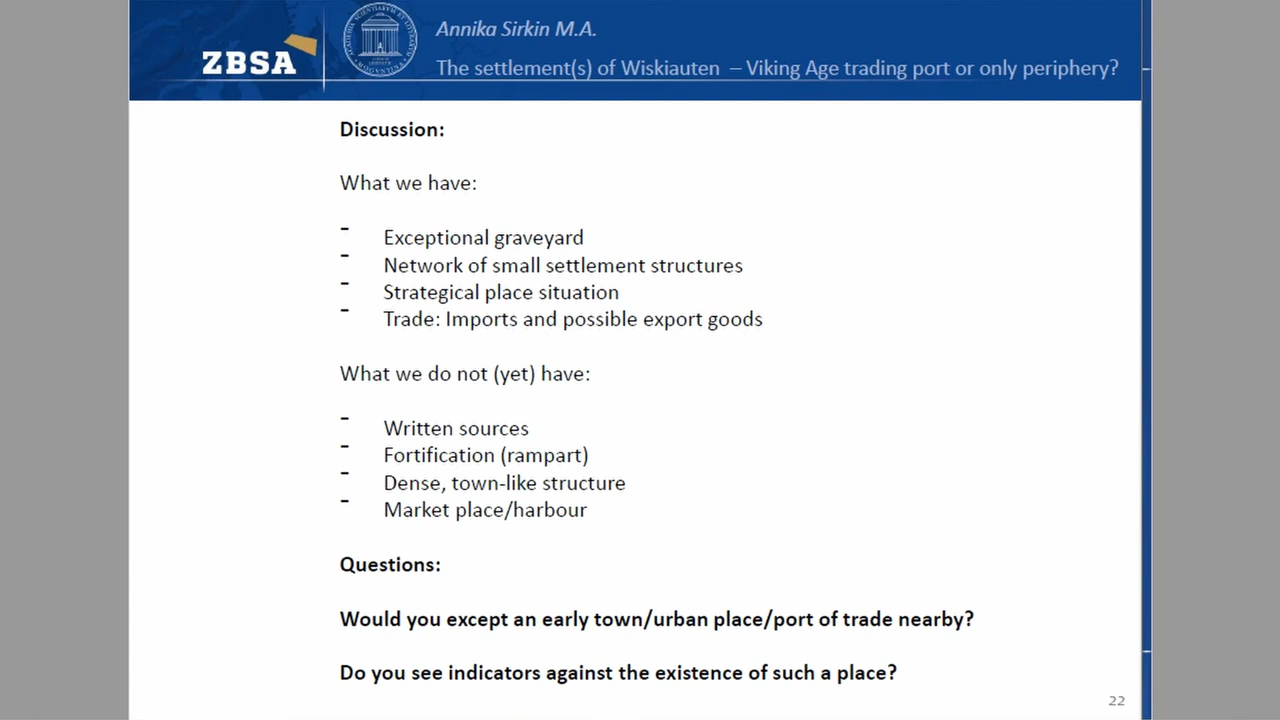 Annika Sirkin M.A.
ZBSA
The settlement(s) of Wiskiauten – Viking Age trading port or only periphery?
Discussion:
What we have:
- Exceptional graveyard
- Network of small settlement structures
- Strategical place situation
- Trade: Imports and possible export goods
What we do not (yet) have:
- Written sources
- Fortification (rampart)
- Dense, town-like structure
- Market place/harbour
Questions:
Would you except an early town/urban place/port of trade nearby?
Do you see indicators against the existence of such a place?
22